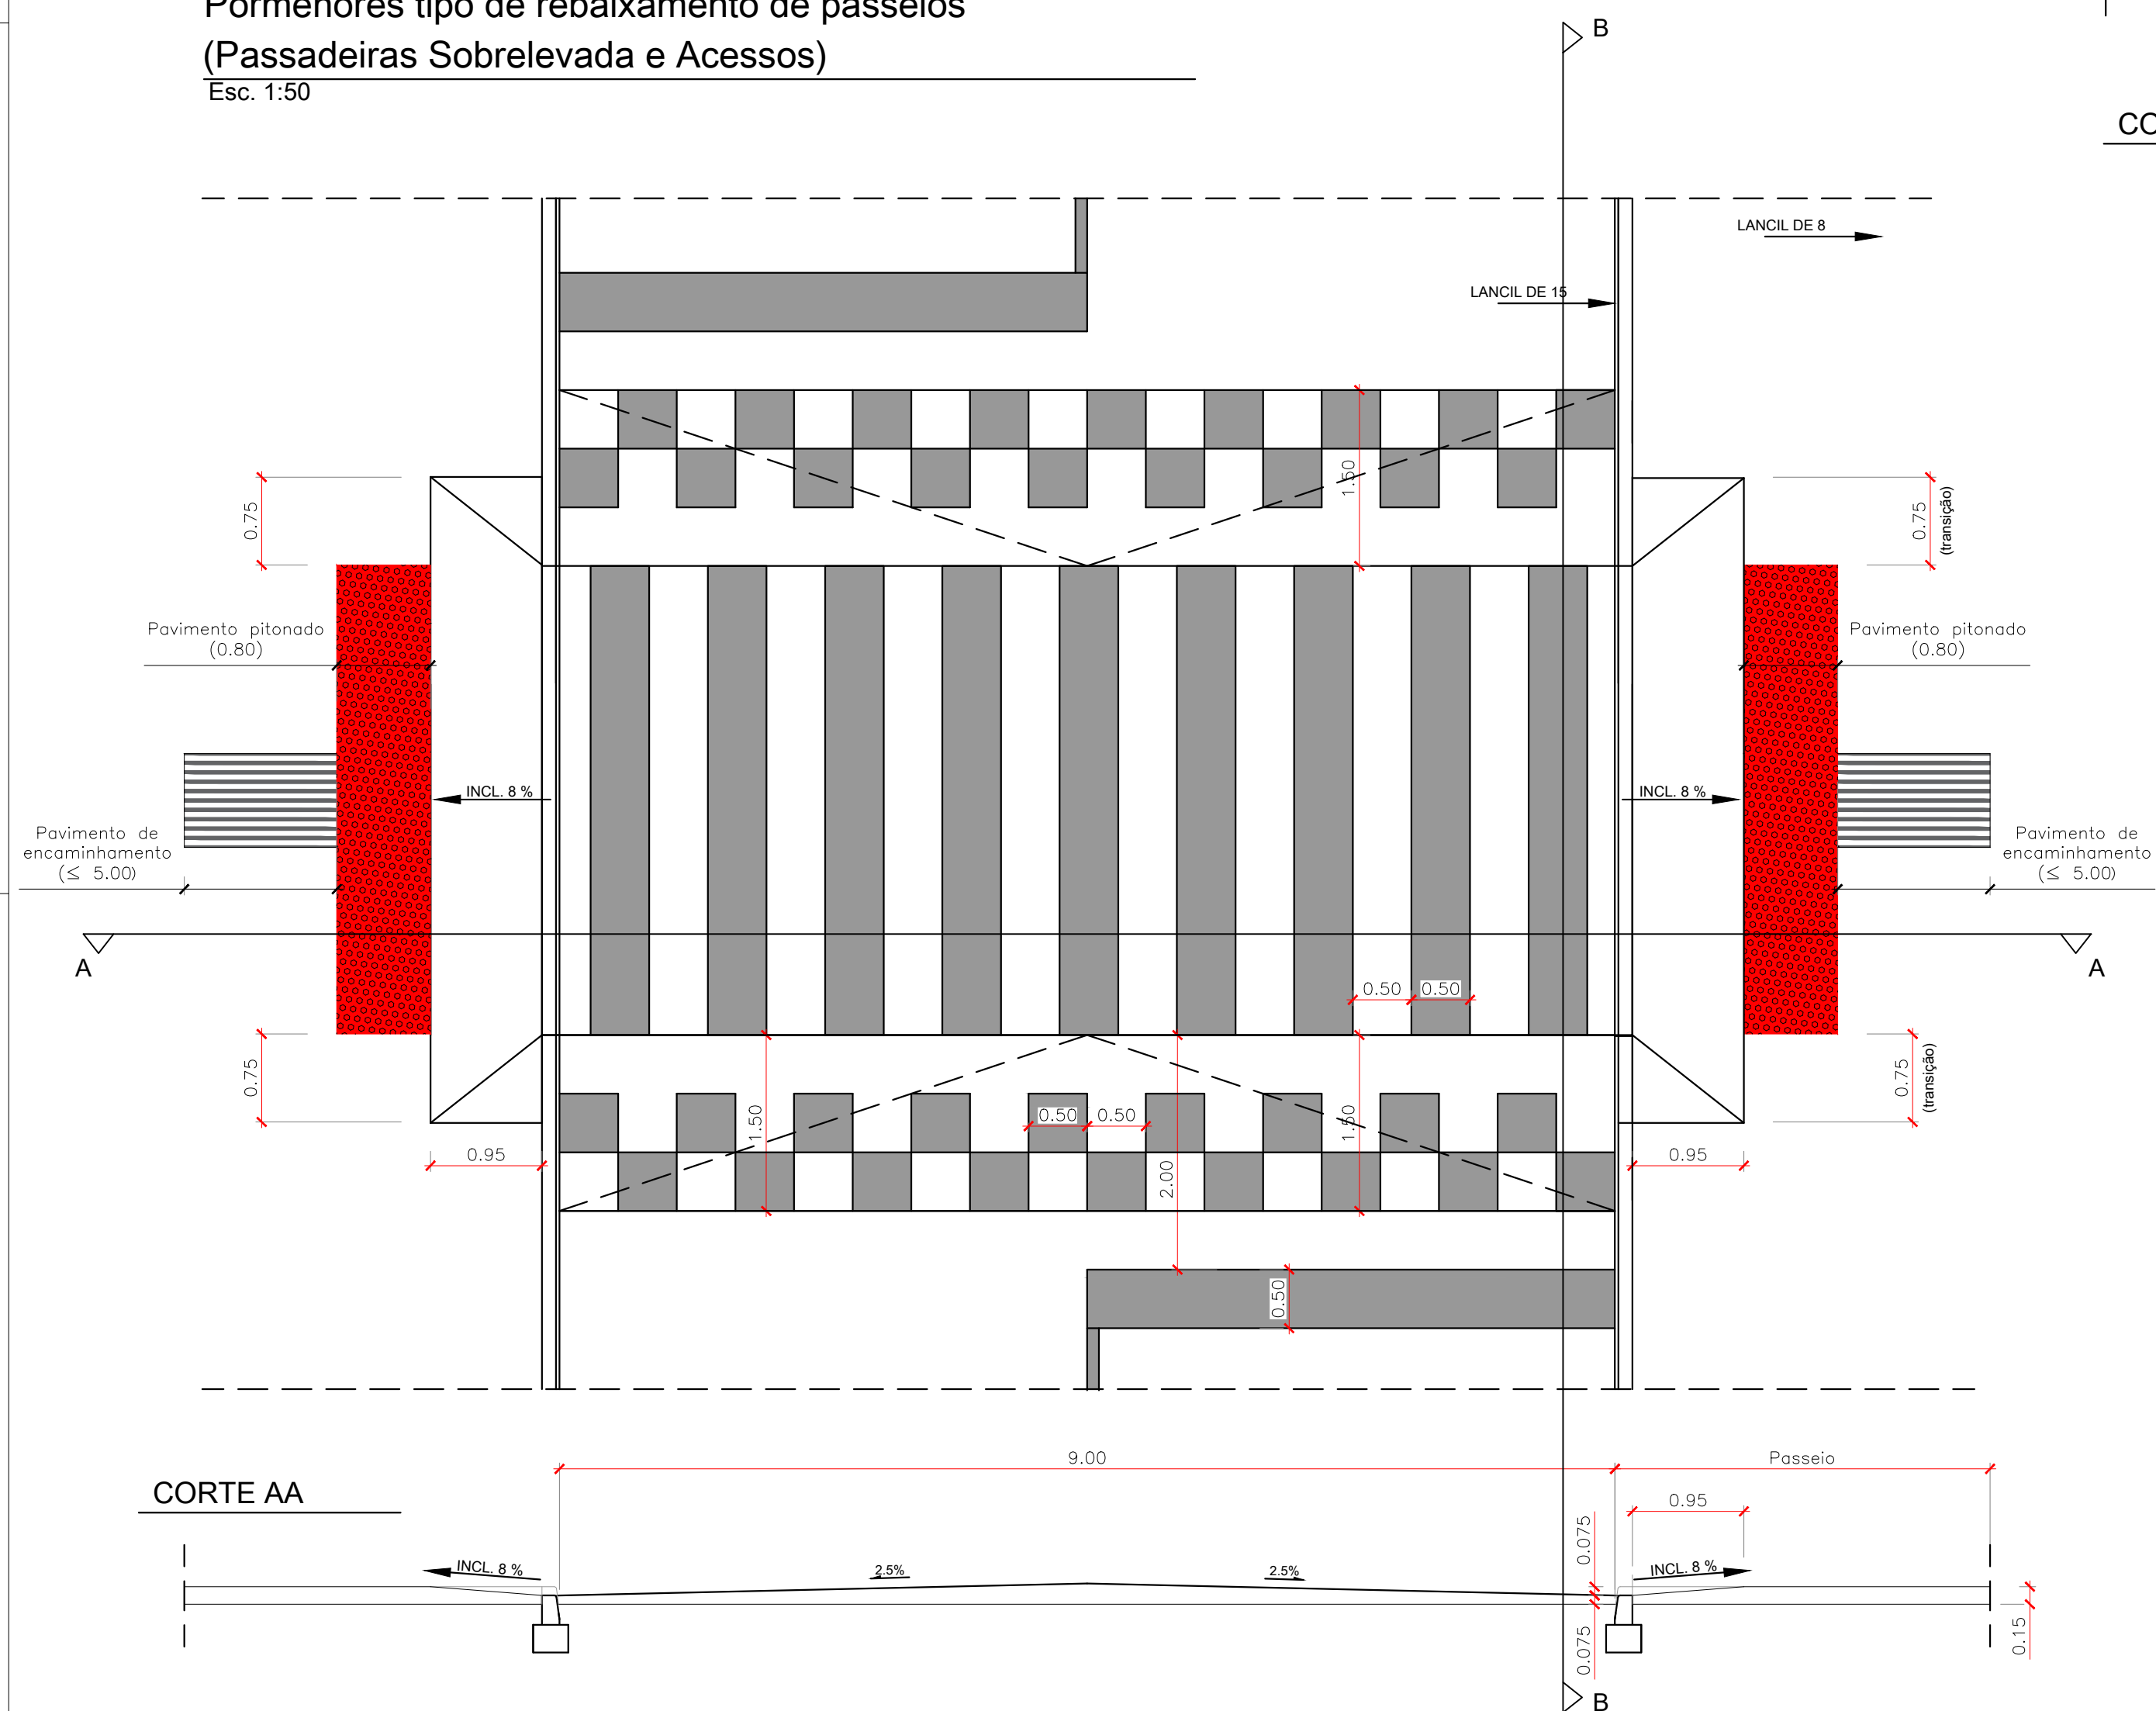 Pormenores tipo de rebaixamento de passeios
(Passadeiras Sobrelevada e Acessos)
Esc. 1:50
B
CO
LANCIL DE 8
LANCIL DE 15
1.50
0.75
0.75
(transição)
Pavimento pitonado
(0.80)
Pavimento pitonado
(0.80)
INCL. 8 %
INCL. 8 %
Pavimento de
encaminhamento
(≤ 5.00)
Pavimento de
encaminhamento
(≤ 5.00)
A
A
0.50
0.50
0.75
0.75
(transição)
1.50
0.50
0.50
1.50
2.00
0.95
0.95
0.50
9.00
Passeio
CORTE AA
0.95
0.075
INCL. 8 %
2.5%
2.5%
INCL. 8 %
0.075
0.15
B